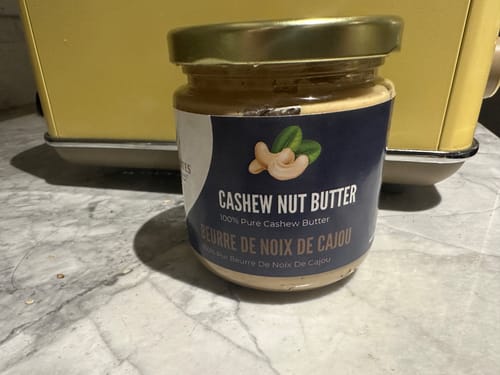 CASHEW NUT BUTTER
100% Pure Cashew Butter
BEURRE DE NOIX DE CAJOU
Pur Beurre De Noix De Cajou